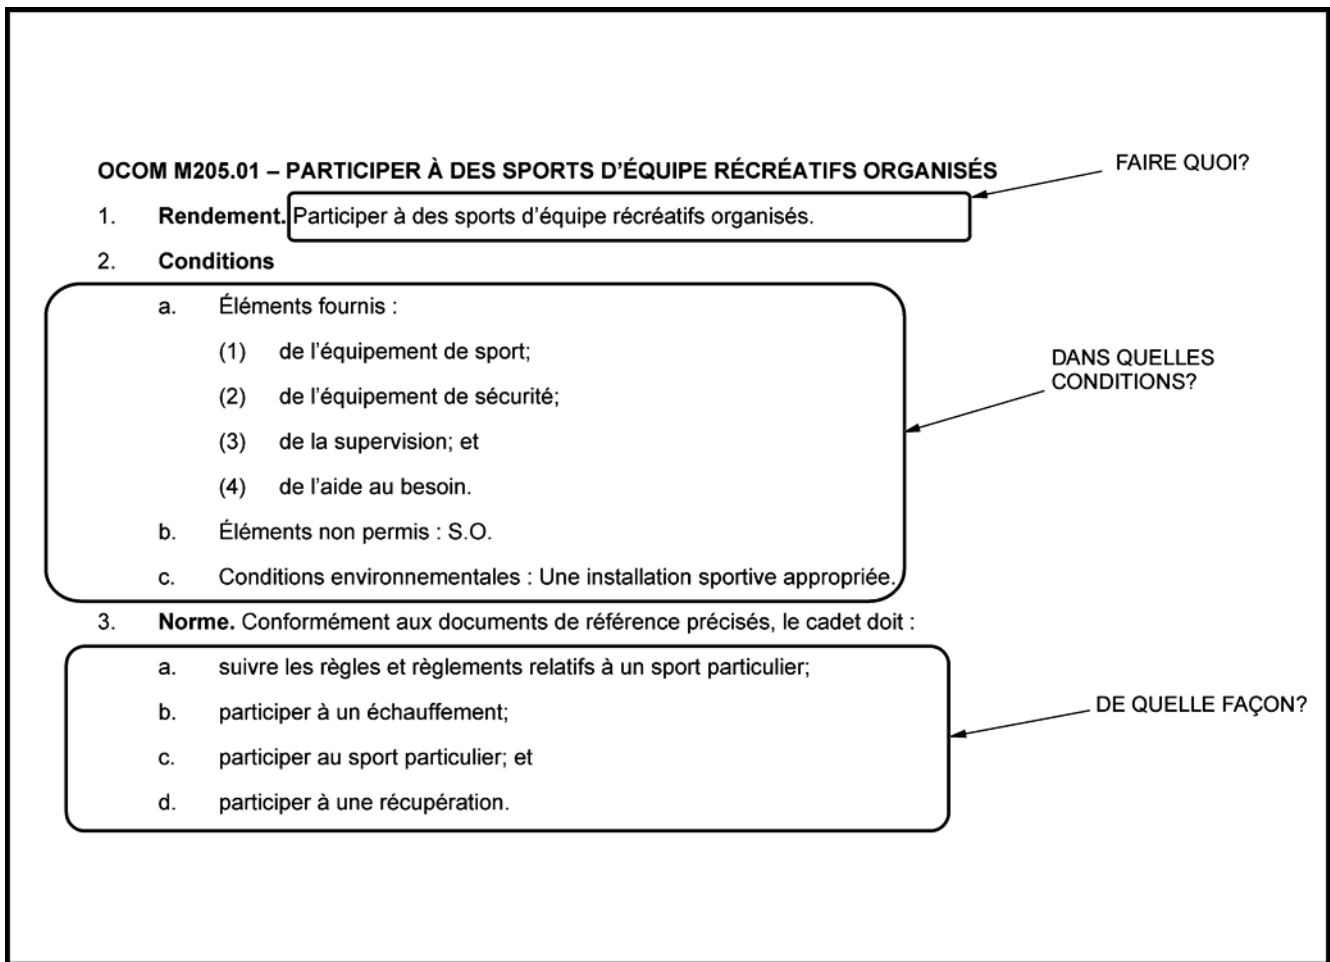 OCOM M205.01 – PARTICIPER À DES SPORTS D'ÉQUIPE RÉCRÉATIFS ORGANISÉS
FAIRE QUOI?
1. Rendement. Participer à des sports d'équipe récréatifs organisés.
2. Conditions
a. Éléments fournis :
(1) de l'équipement de sport;
(2) de l'équipement de sécurité;
(3) de la supervision; et
(4) de l'aide au besoin.
b. Éléments non permis : S.O.
c. Conditions environnementales : Une installation sportive appropriée.
DANS QUELLES
CONDITIONS?
3. Norme. Conformément aux documents de référence précisés, le cadet doit :
a. suivre les règles et règlements relatifs à un sport particulier;
b. participer à un échauffement;
c. participer au sport particulier; et
d. participer à une récupération.
DE QUELLE FAÇON?